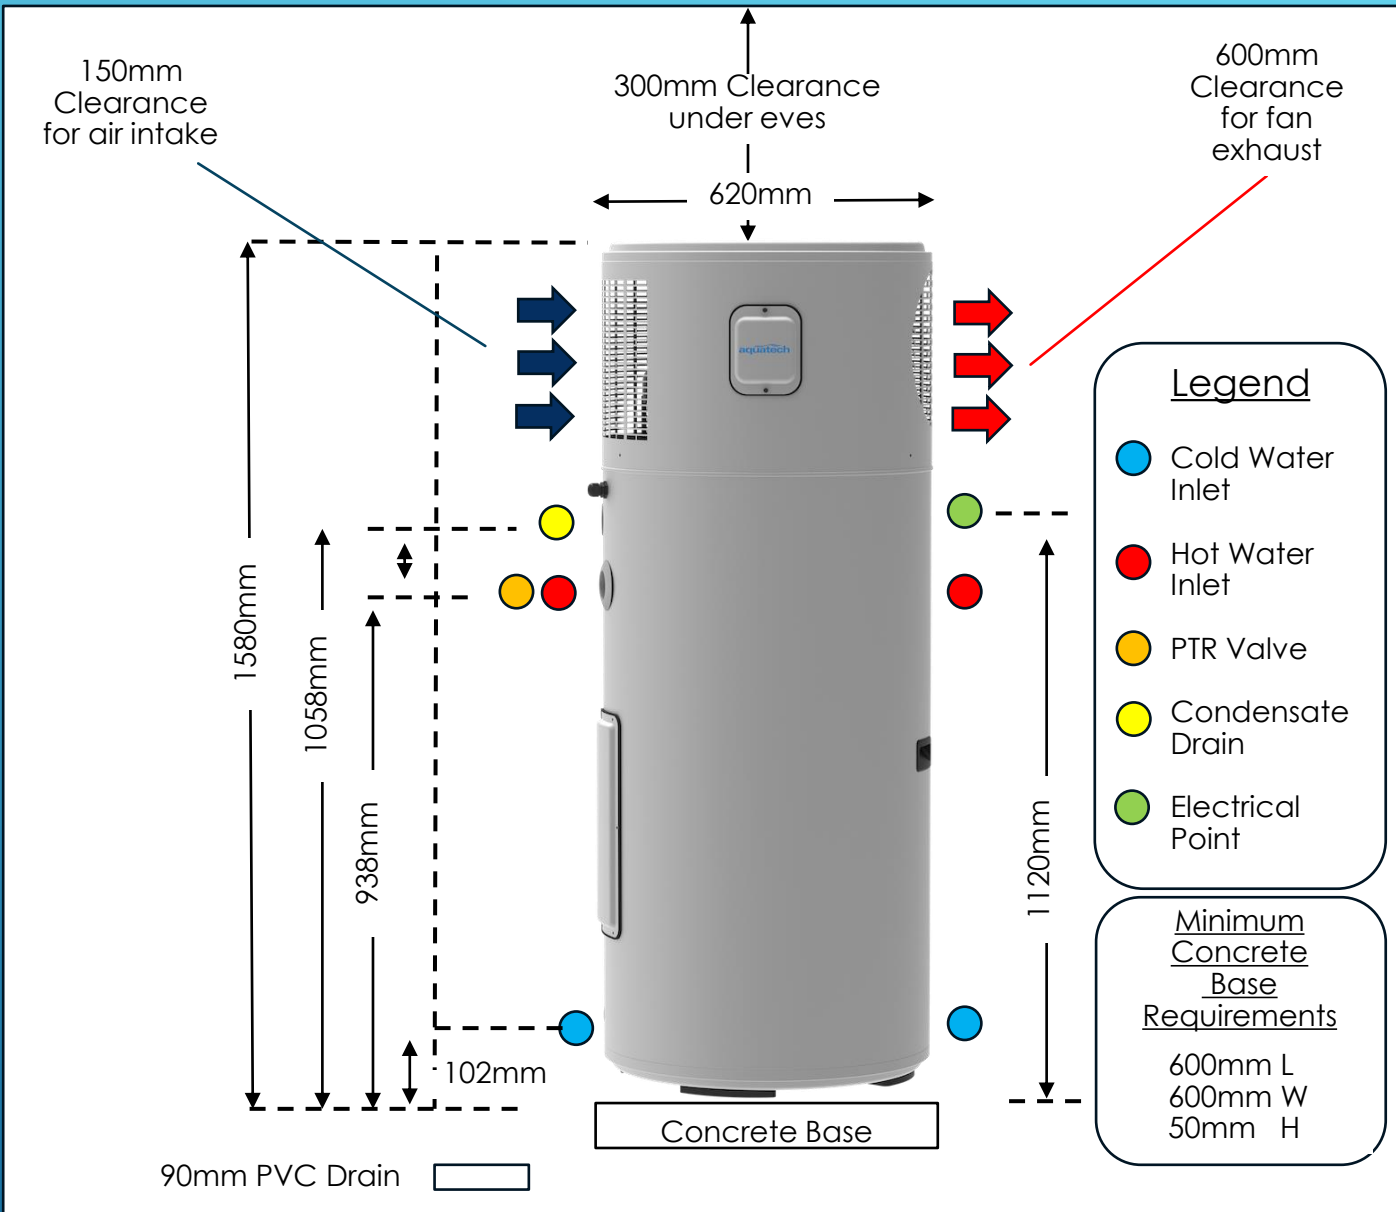 150mm
Clearance
for air intake
300mm Clearance
under eves
600mm
Clearance
for fan
exhaust
620mm
aquatech
1580mm
1058mm
938mm
102mm
1120mm
Legend
Cold Water
Inlet
Hot Water
Inlet
PTR Valve
Condensate
Drain
Electrical
Point
Minimum
Concrete
Base
Requirements
600mm L
600mm W
50mm H
Concrete Base
90mm PVC Drain